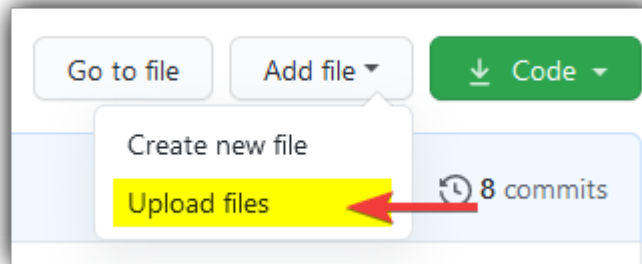 Go to file
Add file
Code
Create new file
Upload files
8 commits